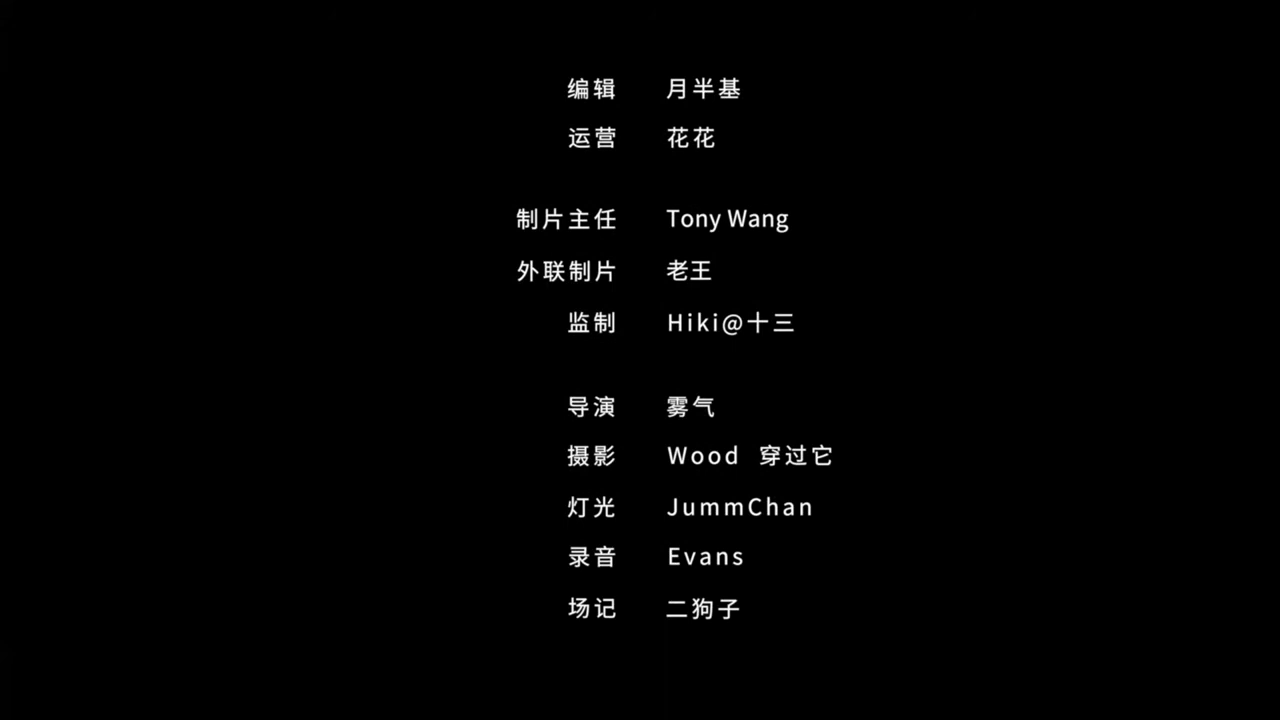 编辑 月半基
运营 花花
制片主任 Tony Wang
外联制片 老王
监制 Hiki@十三
导演 雾气
摄影 Wood 穿过它
灯光 JummChan
录音 Evans
场记 二狗子